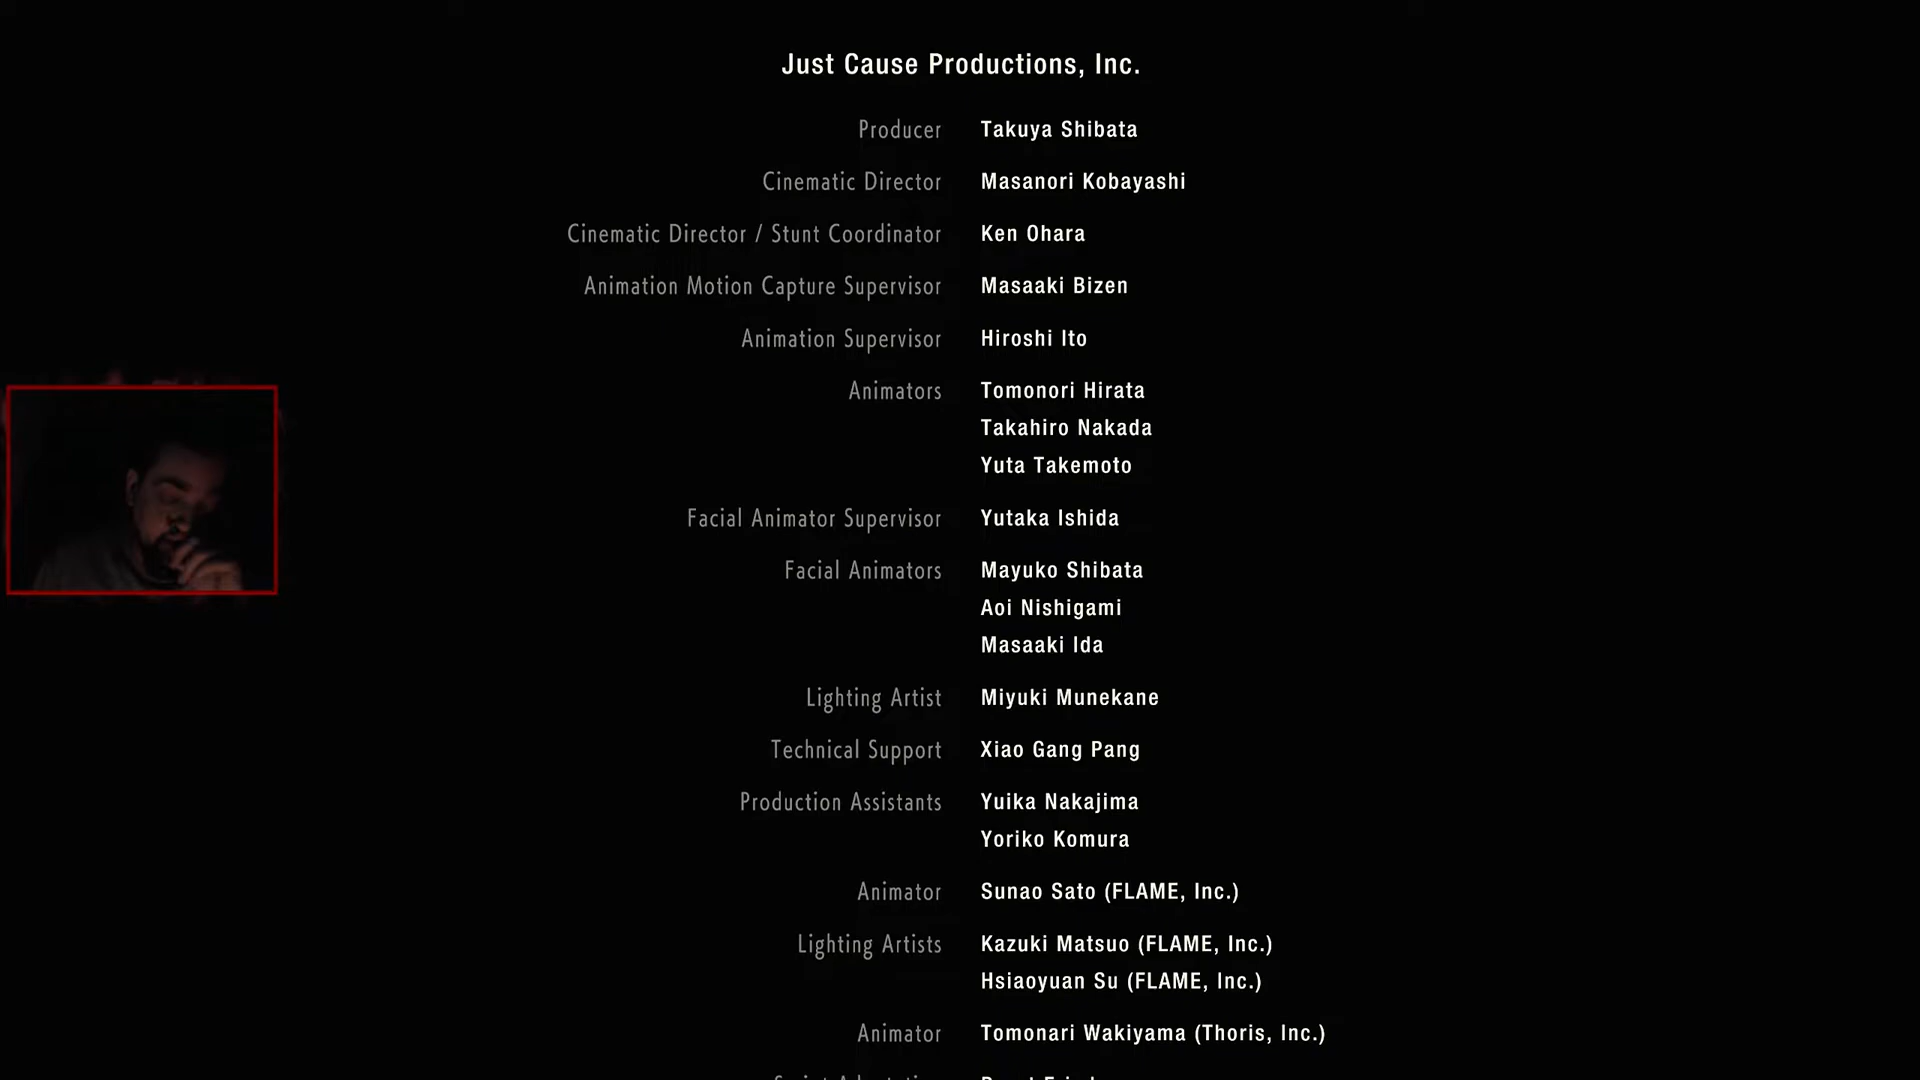 Just Cause Productions, Inc.
Producer Takuya Shibata
Cinematic Director Masanori Kobayashi
Cinematic Director / Stunt Coordinator Ken Ohara
Animation Motion Capture Supervisor Masaaki Bizen
Animation Supervisor Hiroshi Ito
Animators Tomonori Hirata
Takahiro Nakada
Yuta Takemoto
Facial Animator Supervisor Yutaka Ishida
Facial Animators Mayuko Shibata
Aoi Nishigami
Masaaki Ida
Lighting Artist Miyuki Munekane
Technical Support Xiao Gang Pang
Production Assistants Yuika Nakajima
Yoriko Komura
Animator Sunao Sato (FLAME, Inc.)
Lighting Artists Kazuki Matsuo (FLAME, Inc.)
Hsiaoyuan Su (FLAME, Inc.)
Animator Tomonari Wakiyama (Thoris, Inc.)